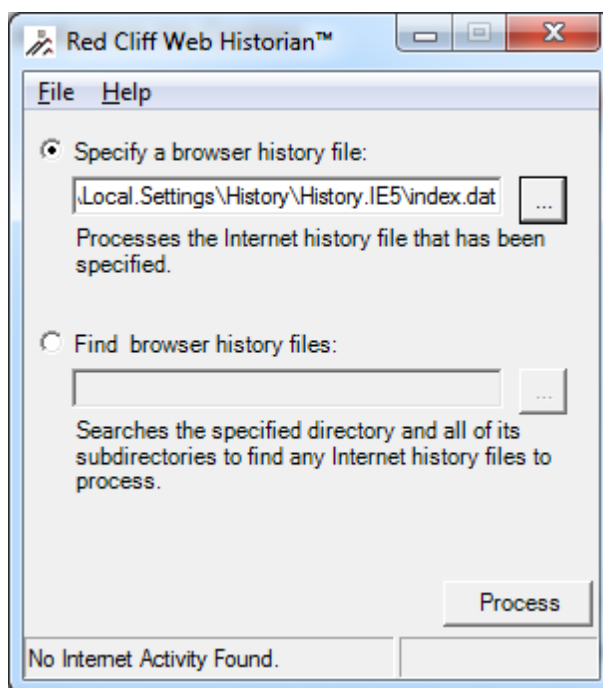 Red Cliff Web Historian™
File Help
Specify a browser history file:
.Local.Settings\History\History.IE5\index.dat ...
Processes the Internet history file that has been
specified.
Find browser history files:
...
Searches the specified directory and all of its
subdirectories to find any Internet history files to
process.
Process
No Internet Activity Found.